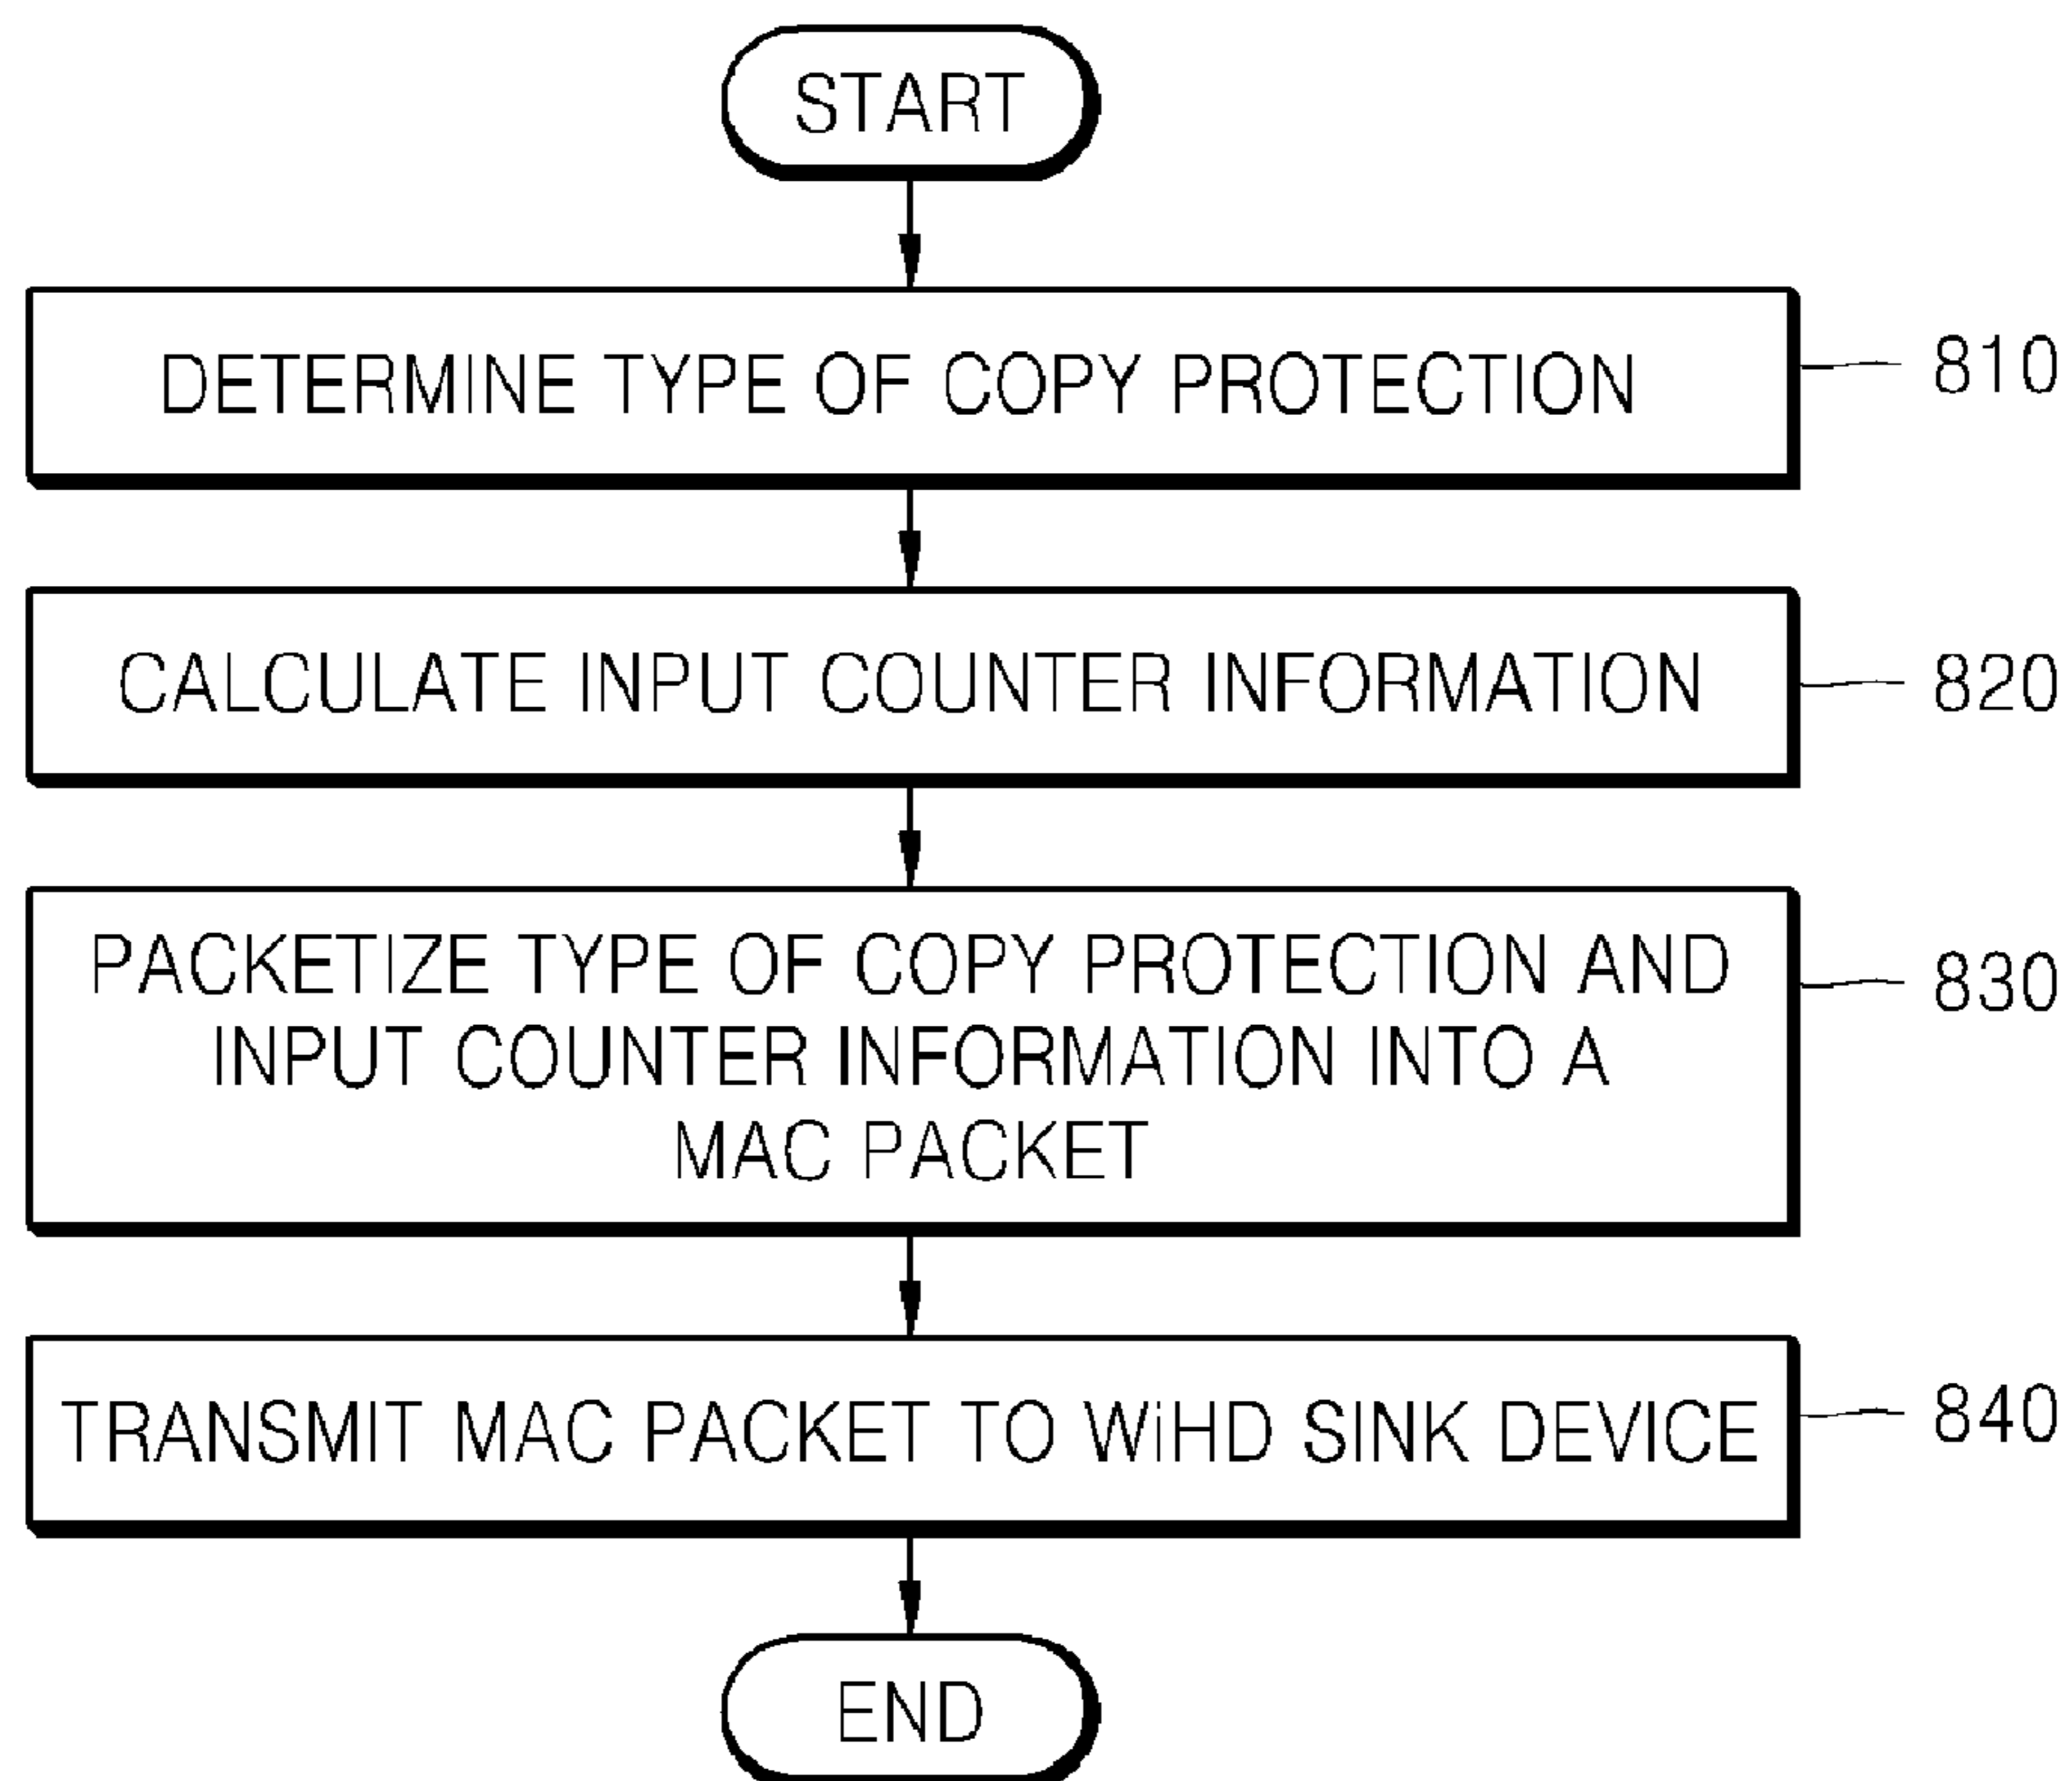 START
DETERMINE TYPE OF COPY PROTECTION
810
CALCULATE INPUT COUNTER INFORMATION
820
PACKETIZE TYPE OF COPY PROTECTION AND
INPUT COUNTER INFORMATION INTO A
MAC PACKET
830
TRANSMIT MAC PACKET TO WiHD SINK DEVICE
840
END